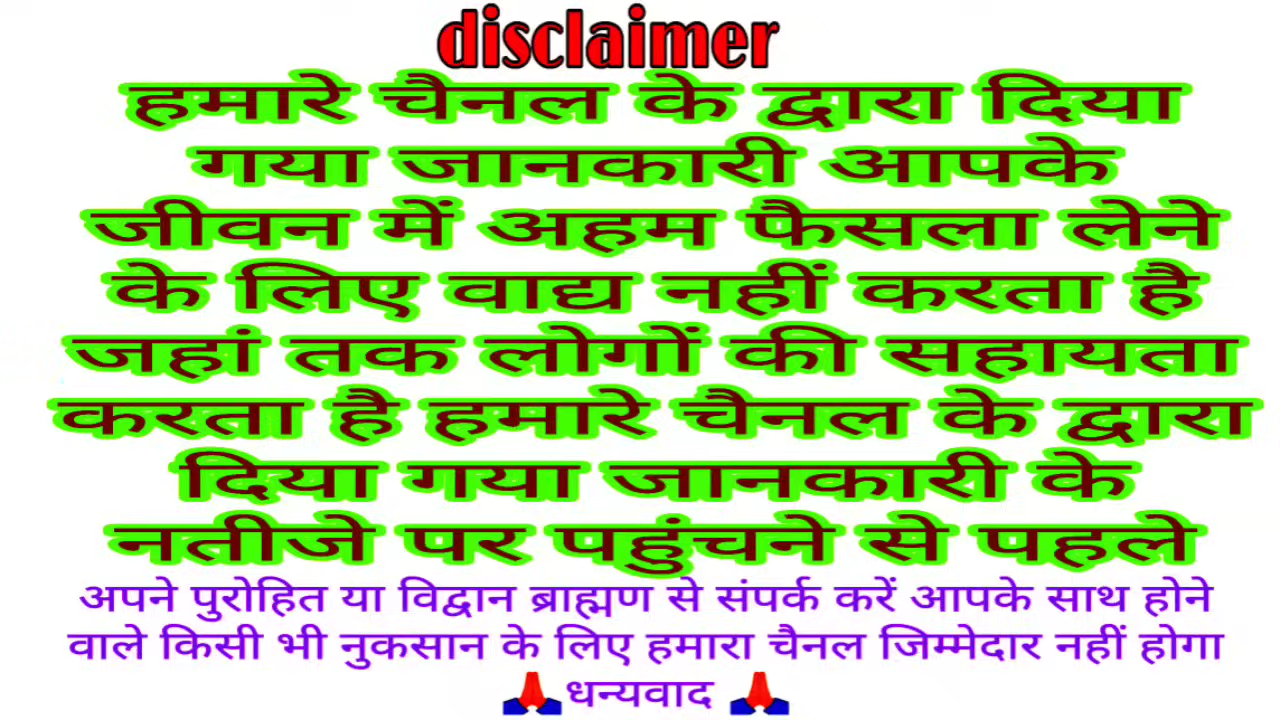 disclaimer
हमारे चैनल के द्वारा दिया
गया जानकारी आपके
जीवन में अहम फैसला लेने
के लिए वाद्य नहीं करता है
जहां तक लोगों की सहायता
करता है हमारे चैनल के द्वारा
दिया गया जानकारी के
नतीजे पर पहुंचने से पहले
अपने पुरोहित या विद्वान ब्राह्मण से संपर्क करें आपके साथ होने
वाले किसी भी नुकसान के लिए हमारा चैनल जिम्मेदार नहीं होगा
🙏धन्यवाद 🙏